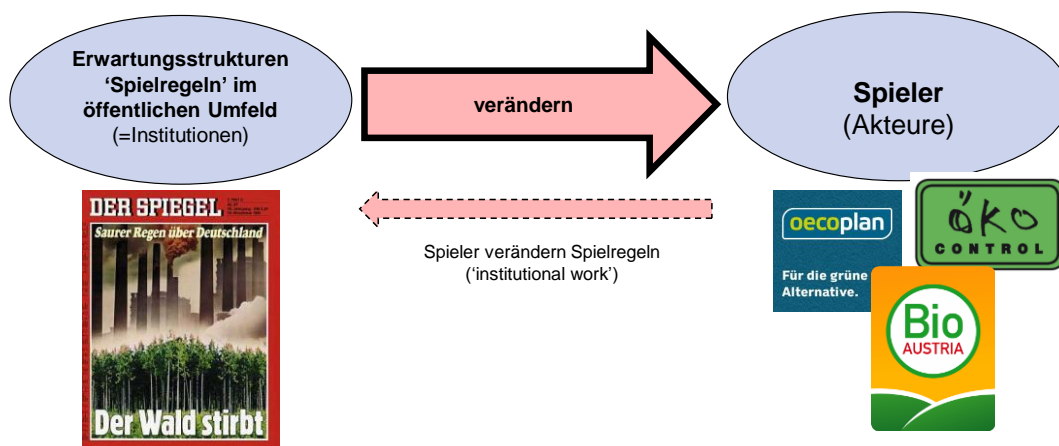 Erwartungsstrukturen
‘Spielregeln’ im
öffentlichen Umfeld
(=Institutionen)
verändern
Spieler
(Akteure)
Spieler verändern Spielregeln
(‘institutional work’)
DER SPIEGEL
Saurer Regen über Deutschland
Der Wald stirbt
oecoplan
Für die grüne
Alternative.
ÖKO
CONTROL
Bio
AUSTRIA